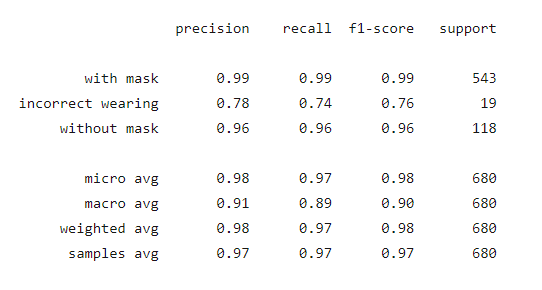 precision recall f1-score support
with mask 0.99 0.99 0.99 543
incorrect wearing 0.78 0.74 0.76 19
without mask 0.96 0.96 0.96 118
micro avg 0.98 0.97 0.98 680
macro avg 0.91 0.89 0.90 680
weighted avg 0.98 0.97 0.98 680
samples avg 0.97 0.97 0.97 680